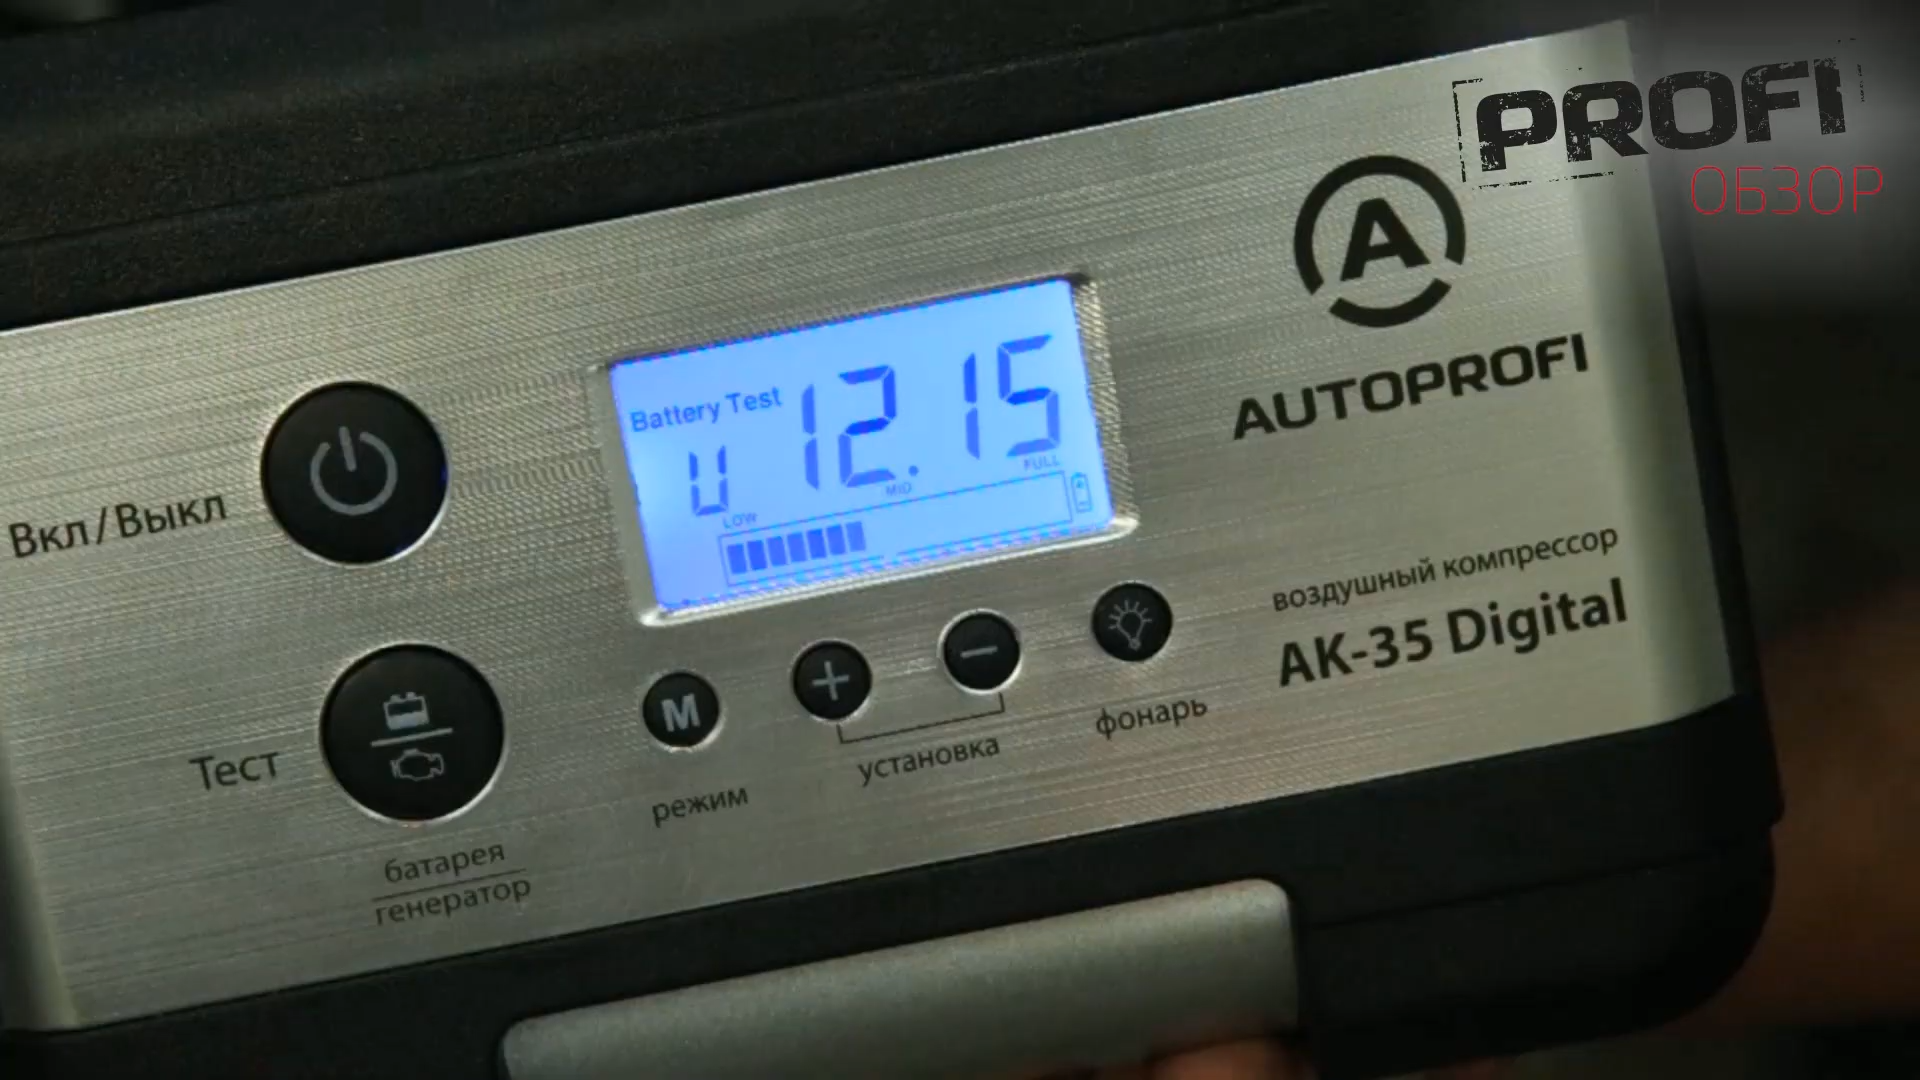 PROFI
ОБЗОР
A
AUTOPROFI
Battery Test
12.15
U
LOW
MID
FULL
Вкл/Выкл
воздушный компрессор
AK-35 Digital
M
+
−
режим
установка
фонарь
Тест
батарея
генератор